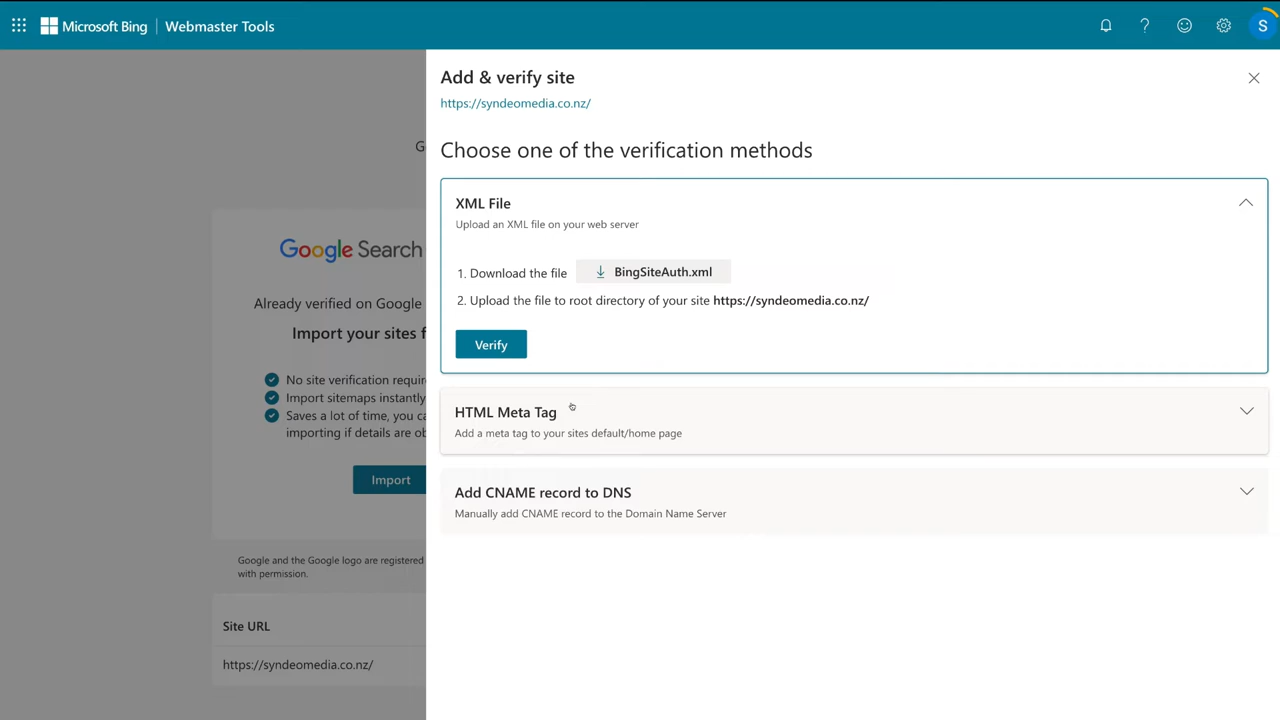 Microsoft Bing | Webmaster Tools
S
Add & verify site
https://syndeomedia.co.nz/
Choose one of the verification methods
XML File
Upload an XML file on your web server
1. Download the file BingSiteAuth.xml
2. Upload the file to root directory of your site https://syndeomedia.co.nz/
Verify
HTML Meta Tag
Add a meta tag to your sites default/home page
Add CNAME record to DNS
Manually add CNAME record to the Domain Name Server
G
Google Search
Already verified on Google
Import your sites f
No site verification requir
Import sitemaps instantly
Saves a lot of time, you c
importing if details are ob
Import
Google and the Google logo are registered
with permission.
Site URL
https://syndeomedia.co.nz/